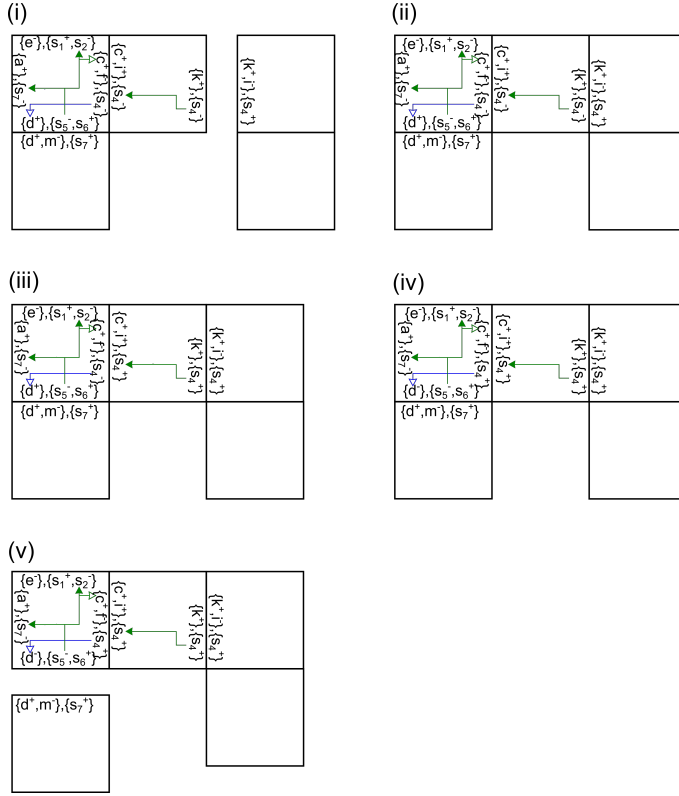 (i)
{e⁻},{s₁⁺,s₂⁻}
{a⁺},{s₇⁻}
{c⁺,f⁻},{s₄⁻}
{c⁺,i⁺},{s₄⁻}
{k⁺},{s₄⁻}
{k⁺,i⁻},{s₄⁺}
{d⁺},{s₅⁻,s₆⁺}
{d⁺,m⁻},{s₇⁺}
(ii)
{e⁻},{s₁⁺,s₂⁻}
{a⁺},{s₇⁻}
{c⁺,f⁻},{s₄⁻}
{c⁺,i⁺},{s₄⁻}
{k⁺},{s₄⁻}
{k⁺,i⁻},{s₄⁺}
{d⁺},{s₅⁻,s₆⁺}
{d⁺,m⁻},{s₇⁺}
(iii)
{e⁻},{s₁⁺,s₂⁻}
{a⁺},{s₇⁻}
{c⁺,f⁻},{s₄⁻}
{c⁺,i⁺},{s₄⁺}
{k⁺},{s₄⁺}
{k⁺,i⁻},{s₄⁺}
{d⁺},{s₅⁻,s₆⁺}
{d⁺,m⁻},{s₇⁺}
(iv)
{e⁻},{s₁⁺,s₂⁻}
{a⁺},{s₇⁻}
{c⁺,f⁻},{s₄⁺}
{c⁺,i⁺},{s₄⁺}
{k⁺},{s₄⁺}
{k⁺,i⁻},{s₄⁺}
{d⁻},{s₅⁻,s₆⁺}
{d⁺,m⁻},{s₇⁺}
(v)
{e⁻},{s₁⁺,s₂⁻}
{a⁺},{s₇⁻}
{c⁺,f⁻},{s₄⁺}
{c⁺,i⁺},{s₄⁺}
{k⁺},{s₄⁺}
{k⁺,i⁻},{s₄⁺}
{d⁻},{s₅⁻,s₆⁺}
{d⁺,m⁻},{s₇⁺}